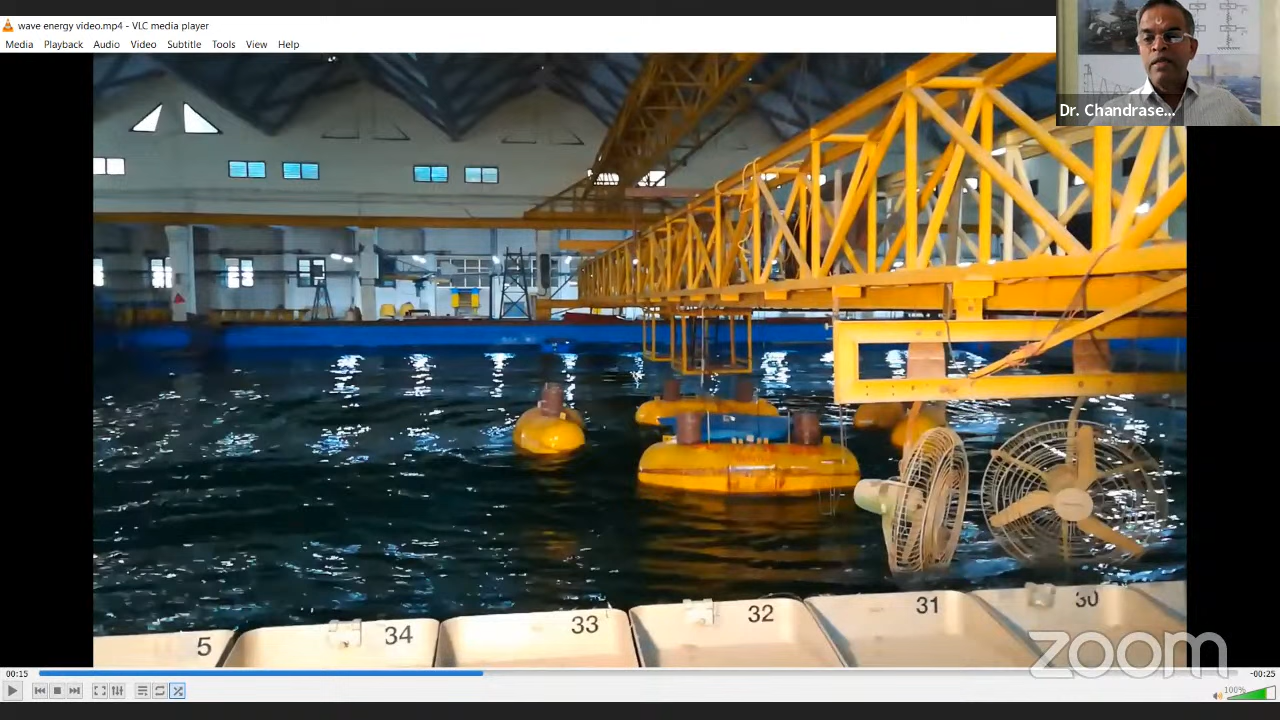 wave energy video.mp4 - VLC media player
Media Playback Audio Video Subtitle Tools View Help
Dr. Chandrase...
5 34 33 32 31 30
zoom
00:15
-00:25
100%